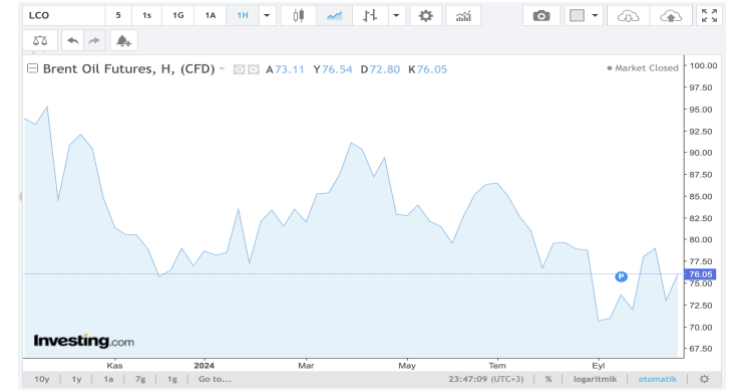 LCO 5 1s 1G 1A 1H
Brent Oil Futures, H, (CFD) A73.11 Y76.54 D72.80 K76.05
Market Closed
100.00
97.50
95.00
92.50
90.00
87.50
85.00
82.50
80.00
77.50
76.05
75.00
72.50
70.00
67.50
P
Investing.com
Kas 2024 Mar May Tem Eyl
10y 1y 1a 7g 1g Go to... 23:47:09 (UTC+3) % logaritmik otomatik